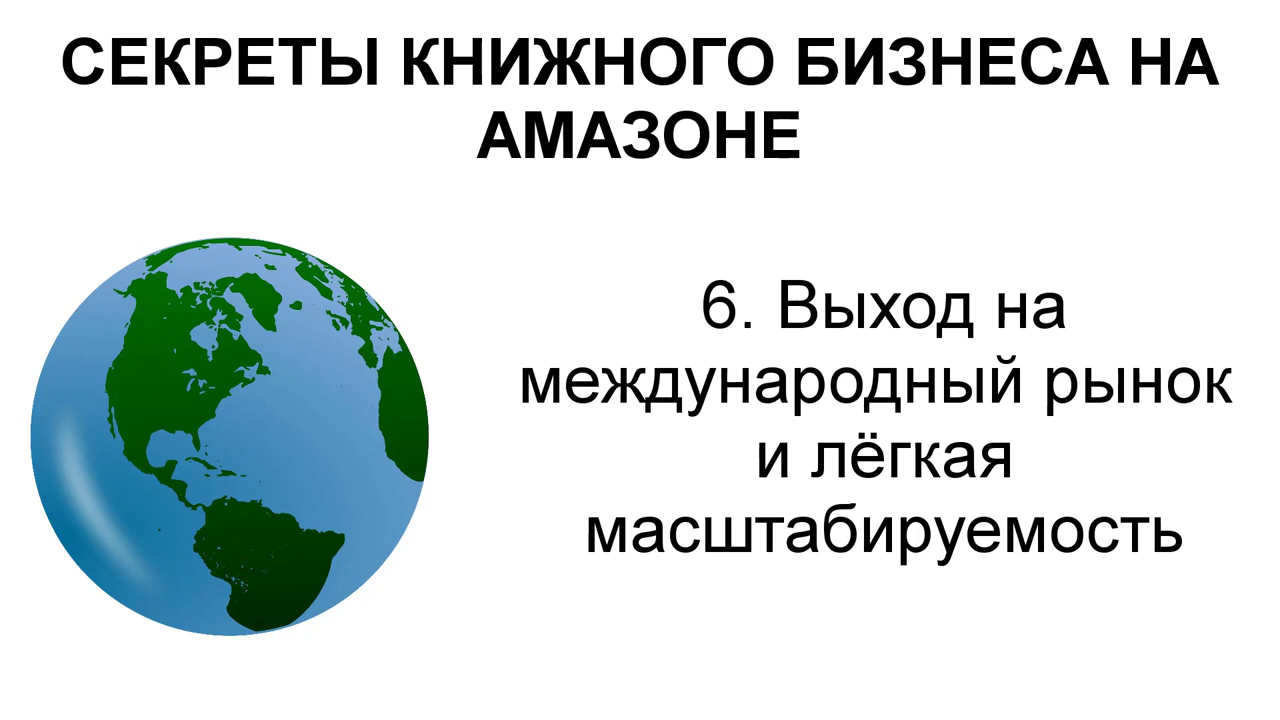 СЕКРЕТЫ КНИЖНОГО БИЗНЕСА НА
АМАЗОНЕ
6. Выход на
международный рынок
и лёгкая
масштабируемость